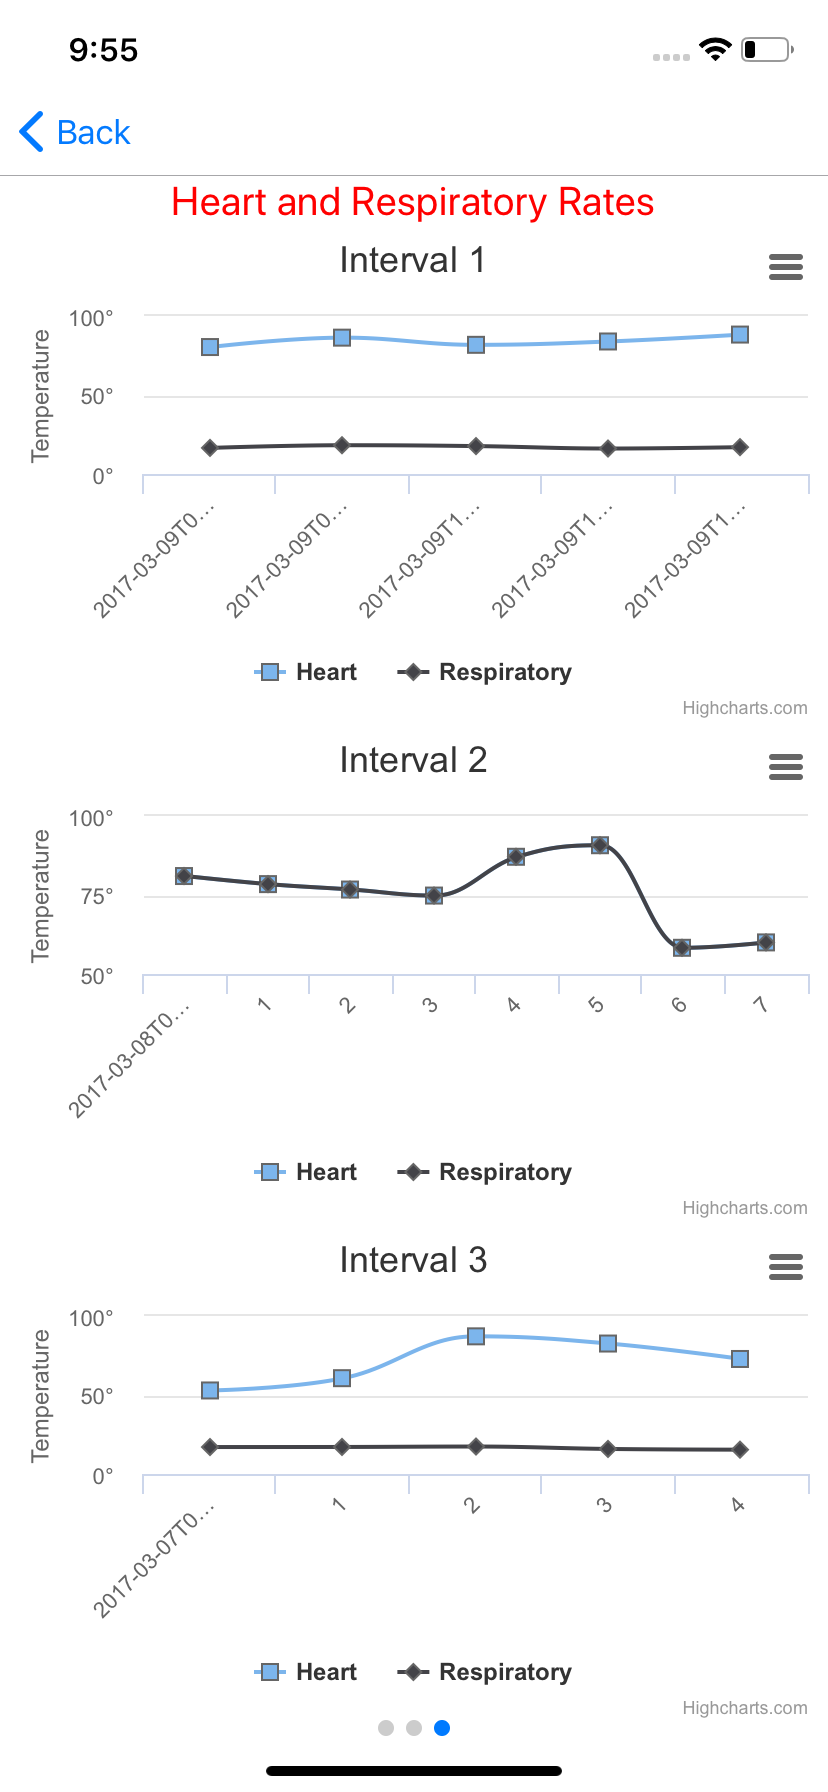 9:55
Back
Heart and Respiratory Rates
Interval 1
Temperature
100°
50°
0°
2017-03-09T0…
2017-03-09T0…
2017-03-09T1…
2017-03-09T1…
2017-03-09T1…
Heart Respiratory
Highcharts.com
Interval 2
Temperature
100°
75°
50°
2017-03-08T0… 1 2 3 4 5 6 7
Heart Respiratory
Highcharts.com
Interval 3
Temperature
100°
50°
0°
2017-03-07T0… 1 2 3 4
Heart Respiratory
Highcharts.com